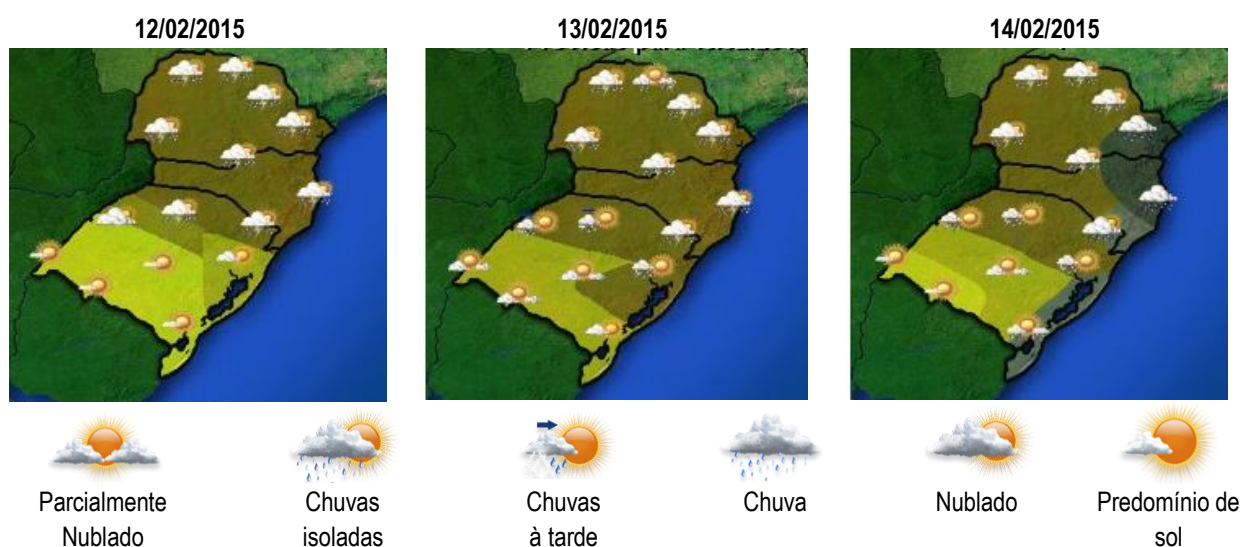 12/02/2015
13/02/2015
14/02/2015
Parcialmente
Nublado
Chuvas
isoladas
Chuvas
à tarde
Chuva
Nublado
Predomínio de
sol